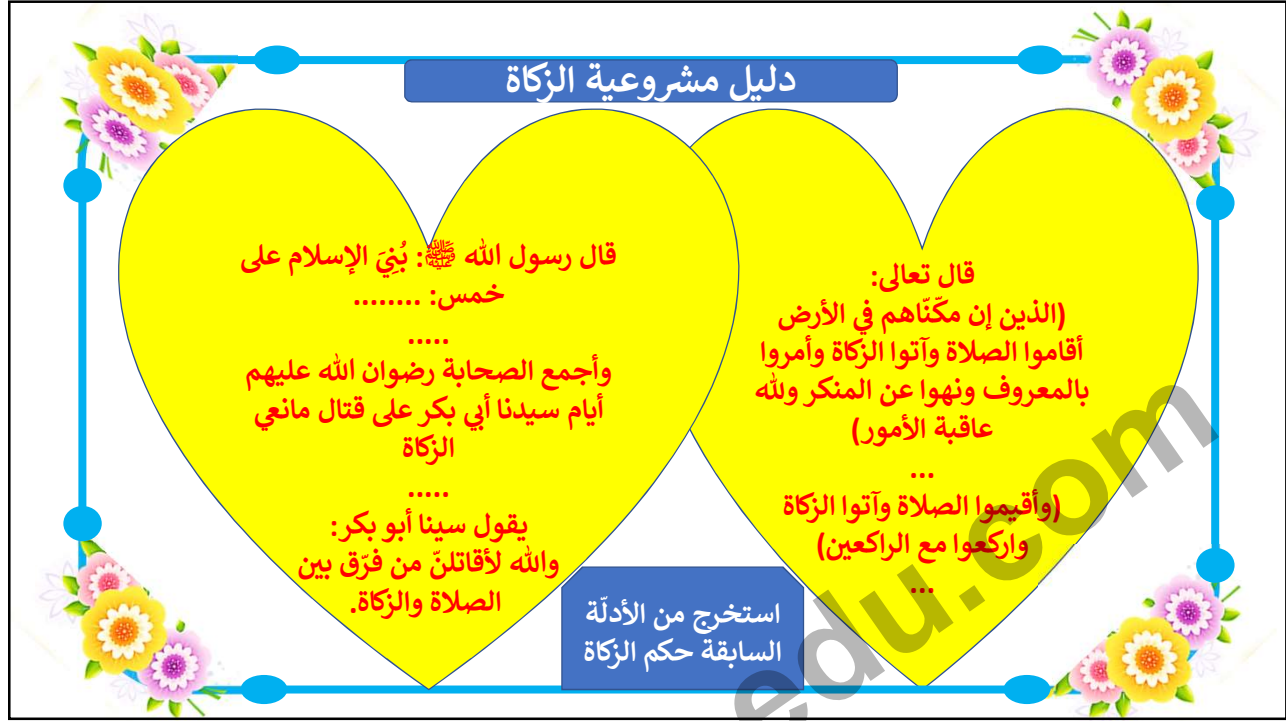 دليل مشروعية الزكاة
قال تعالى:
(الذين إن مكّنّاهم في الأرض
أقاموا الصلاة وآتوا الزكاة وأمروا
بالمعروف ونهوا عن المنكر ولله
عاقبة الأمور)
...
(وأقيموا الصلاة وآتوا الزكاة
واركعوا مع الراكعين)
...
قال رسول الله ﷺ: بُنِيَ الإسلام على
خمس: ........
.....
وأجمع الصحابة رضوان الله عليهم
أيام سيدنا أبي بكر على قتال مانعي
الزكاة
.....
يقول سينا أبو بكر:
والله لأقاتلنّ من فرّق بين
الصلاة والزكاة.
استخرج من الأدلّة
السابقة حكم الزكاة
edu.com